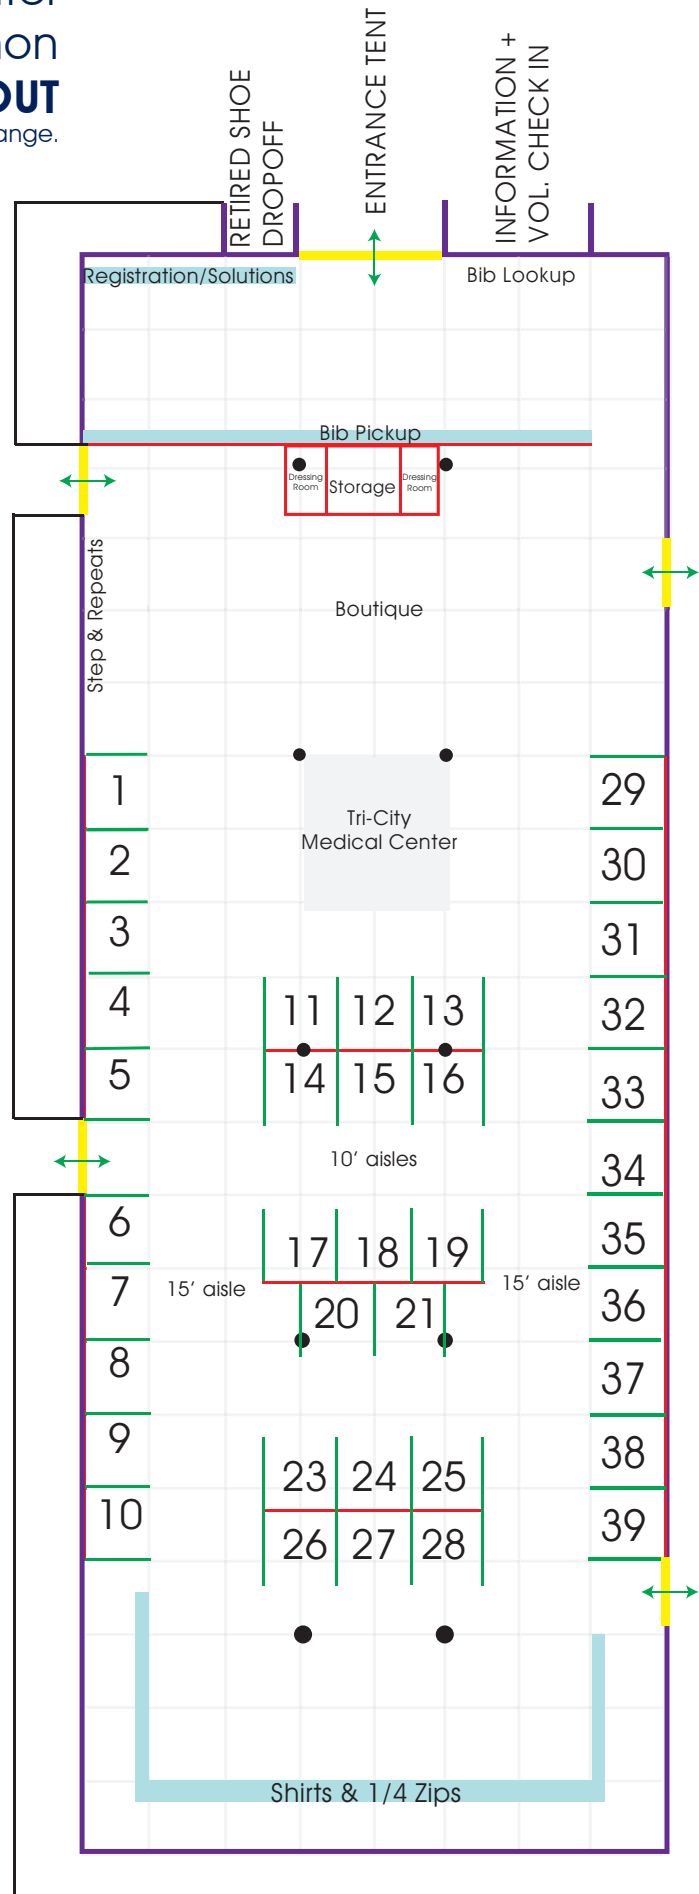 OUT
RETIRED SHOE
DROPOFF
ENTRANCE TENT
INFORMATION +
VOL. CHECK IN
Registration/Solutions
Bib Lookup
Bib Pickup
Dressing
Room
Storage
Dressing
Room
Step & Repeats
Boutique
1
29
Tri-City
Medical Center
2
30
3
31
4
11 12 13
32
5
14 15 16
33
10' aisles
34
6
17 18 19
35
7
15' aisle
15' aisle
20 21
36
8
37
9
23 24 25
38
10
26 27 28
39
Shirts & 1/4 Zips